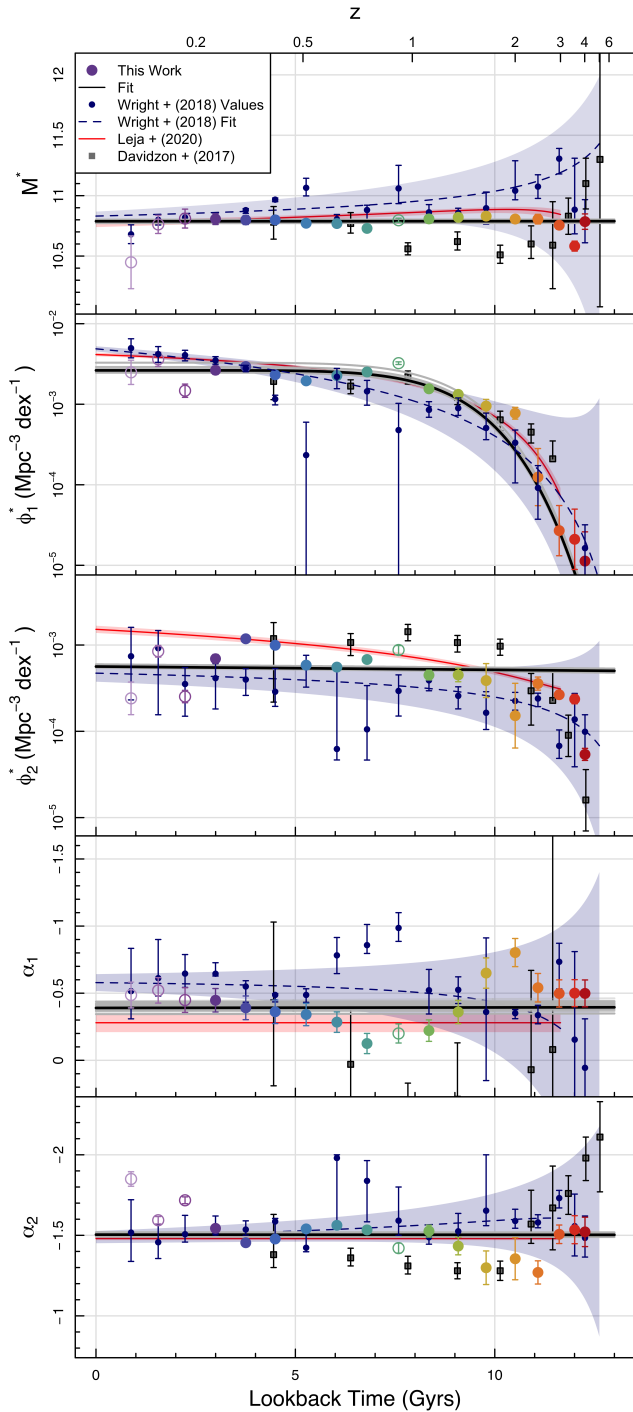 z
0.2 0.5 1 2 3 4 6
This Work
Fit
Wright + (2018) Values
Wright + (2018) Fit
Leja + (2020)
Davidzon + (2017)
12
11.5
11
10.5
M*
10⁻²
10⁻³
10⁻⁴
10⁻⁵
ϕ₁* (Mpc⁻³ dex⁻¹)
10⁻³
10⁻⁴
10⁻⁵
ϕ₂* (Mpc⁻³ dex⁻¹)
−1.5
−1
−0.5
0
α₁
−2
−1.5
−1
α₂
0 5 10
Lookback Time (Gyrs)